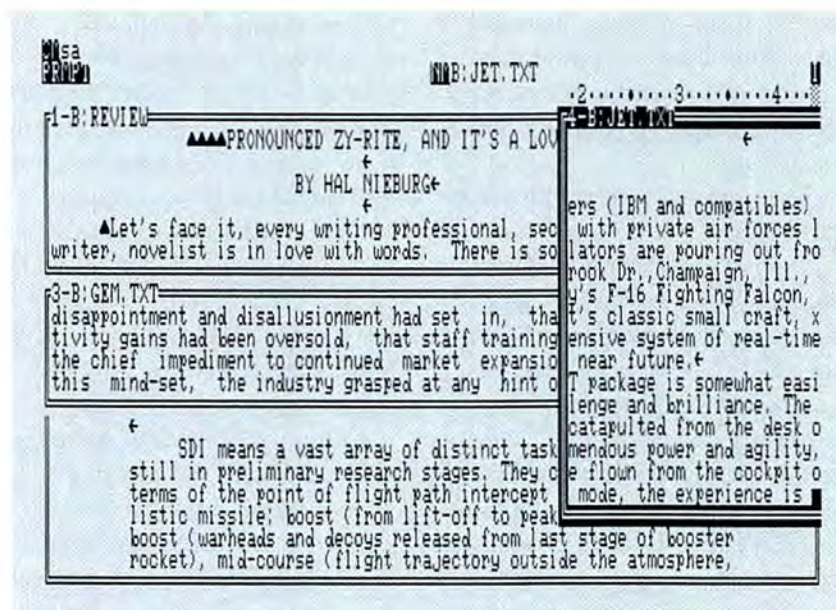 sa
PRMPT B:JET.TXT
2 3 4
1-B:REVIEW
PRONOUNCED ZY-RITE, AND IT'S A LOV
BY HAL NIEBURG
Let's face it, every writing professional, sec
writer, novelist is in love with words. There is so
3-B:GEM.TXT
disappointment and disallusionment had set in, tha
tivity gains had been oversold, that staff training
the chief impediment to continued market expansio
this mind-set, the industry grasped at any hint o
4-B:JET.TXT
ers (IBM and compatibles)
with private air forces l
lators are pouring out fro
rook Dr.,Champaign, Ill.,
y's F-16 Fighting Falcon,
t's classic small craft, x
ensive system of real-time
near future.
T package is somewhat easi
lenge and brilliance. The
catapulted from the desk o
mendous power and agility,
e flown from the cockpit o
mode, the experience is
SDI means a vast array of distinct task
still in preliminary research stages. They c
terms of the point of flight path intercept
listic missile: boost (from lift-off to peak
boost (warheads and decoys released from last stage of booster
rocket), mid-course (flight trajectory outside the atmosphere,